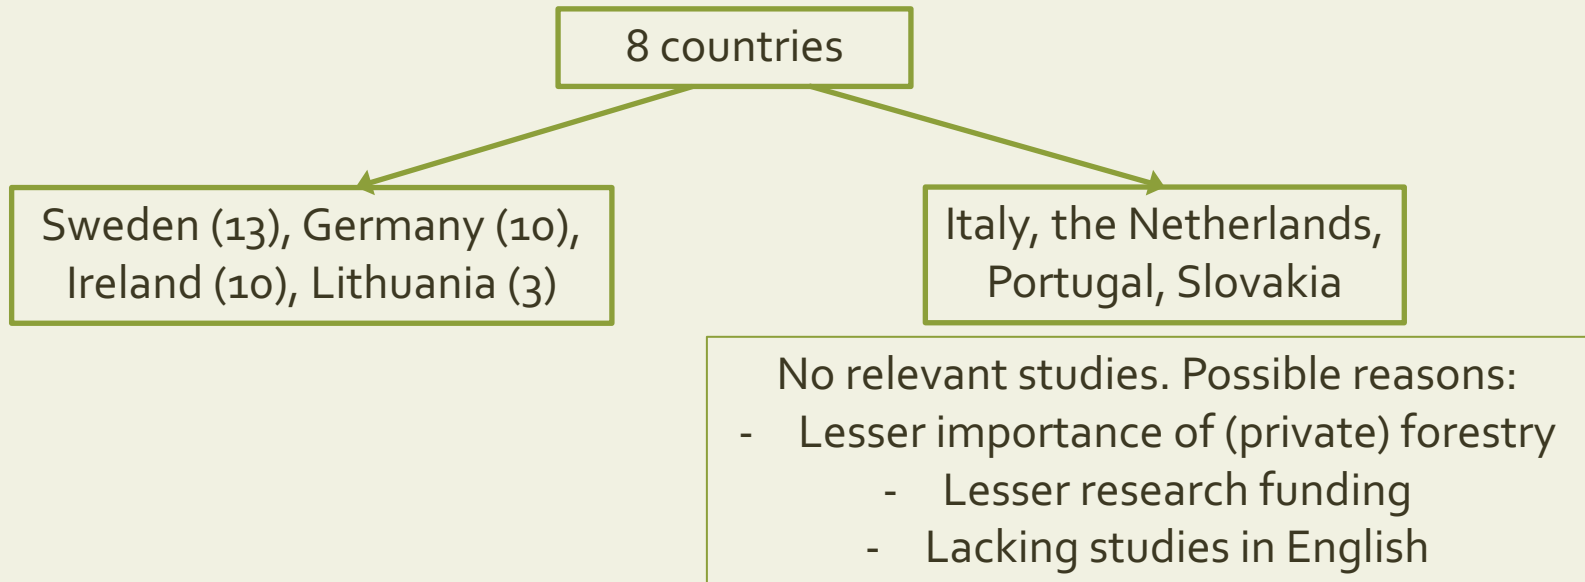 8 countries
Sweden (13), Germany (10),
Ireland (10), Lithuania (3)
Italy, the Netherlands,
Portugal, Slovakia
No relevant studies. Possible reasons:
- Lesser importance of (private) forestry
- Lesser research funding
- Lacking studies in English